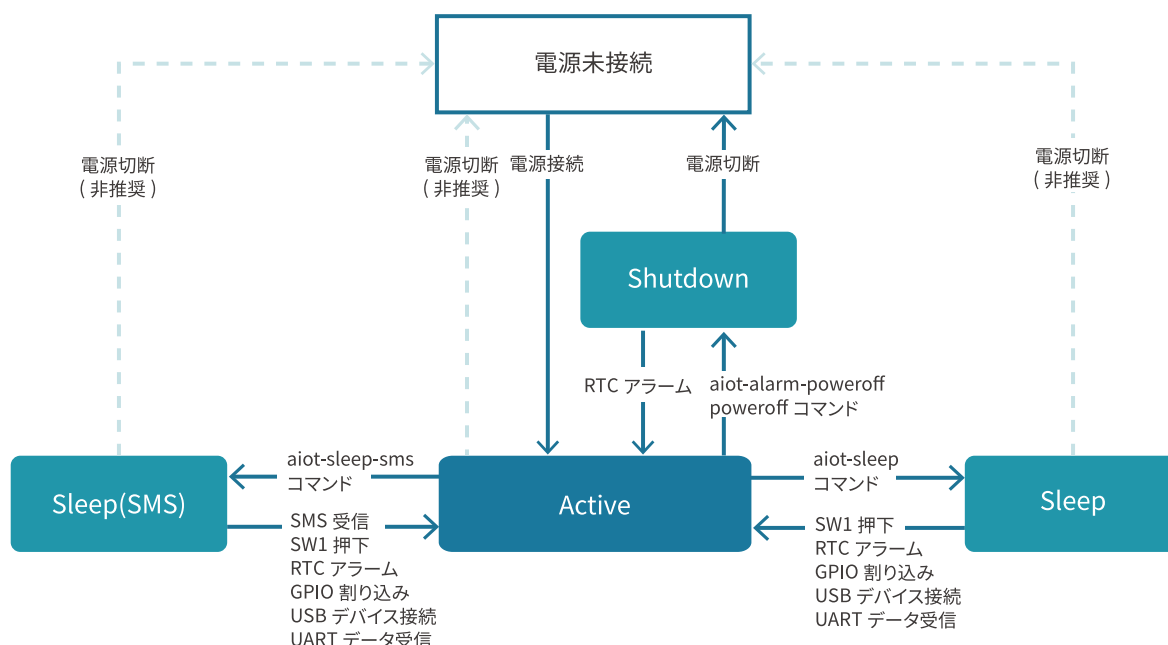 電源未接続
電源切断
( 非推奨 )
電源切断
( 非推奨 )
電源接続
電源切断
電源切断
( 非推奨 )
Shutdown
RTC アラーム
aiot-alarm-poweroff
poweroff コマンド
Sleep(SMS)
aiot-sleep-sms
コマンド
SMS 受信
SW1 押下
RTC アラーム
GPIO 割り込み
USB デバイス接続
UART データ受信
Active
aiot-sleep
コマンド
SW1 押下
RTC アラーム
GPIO 割り込み
USB デバイス接続
UART データ受信
Sleep